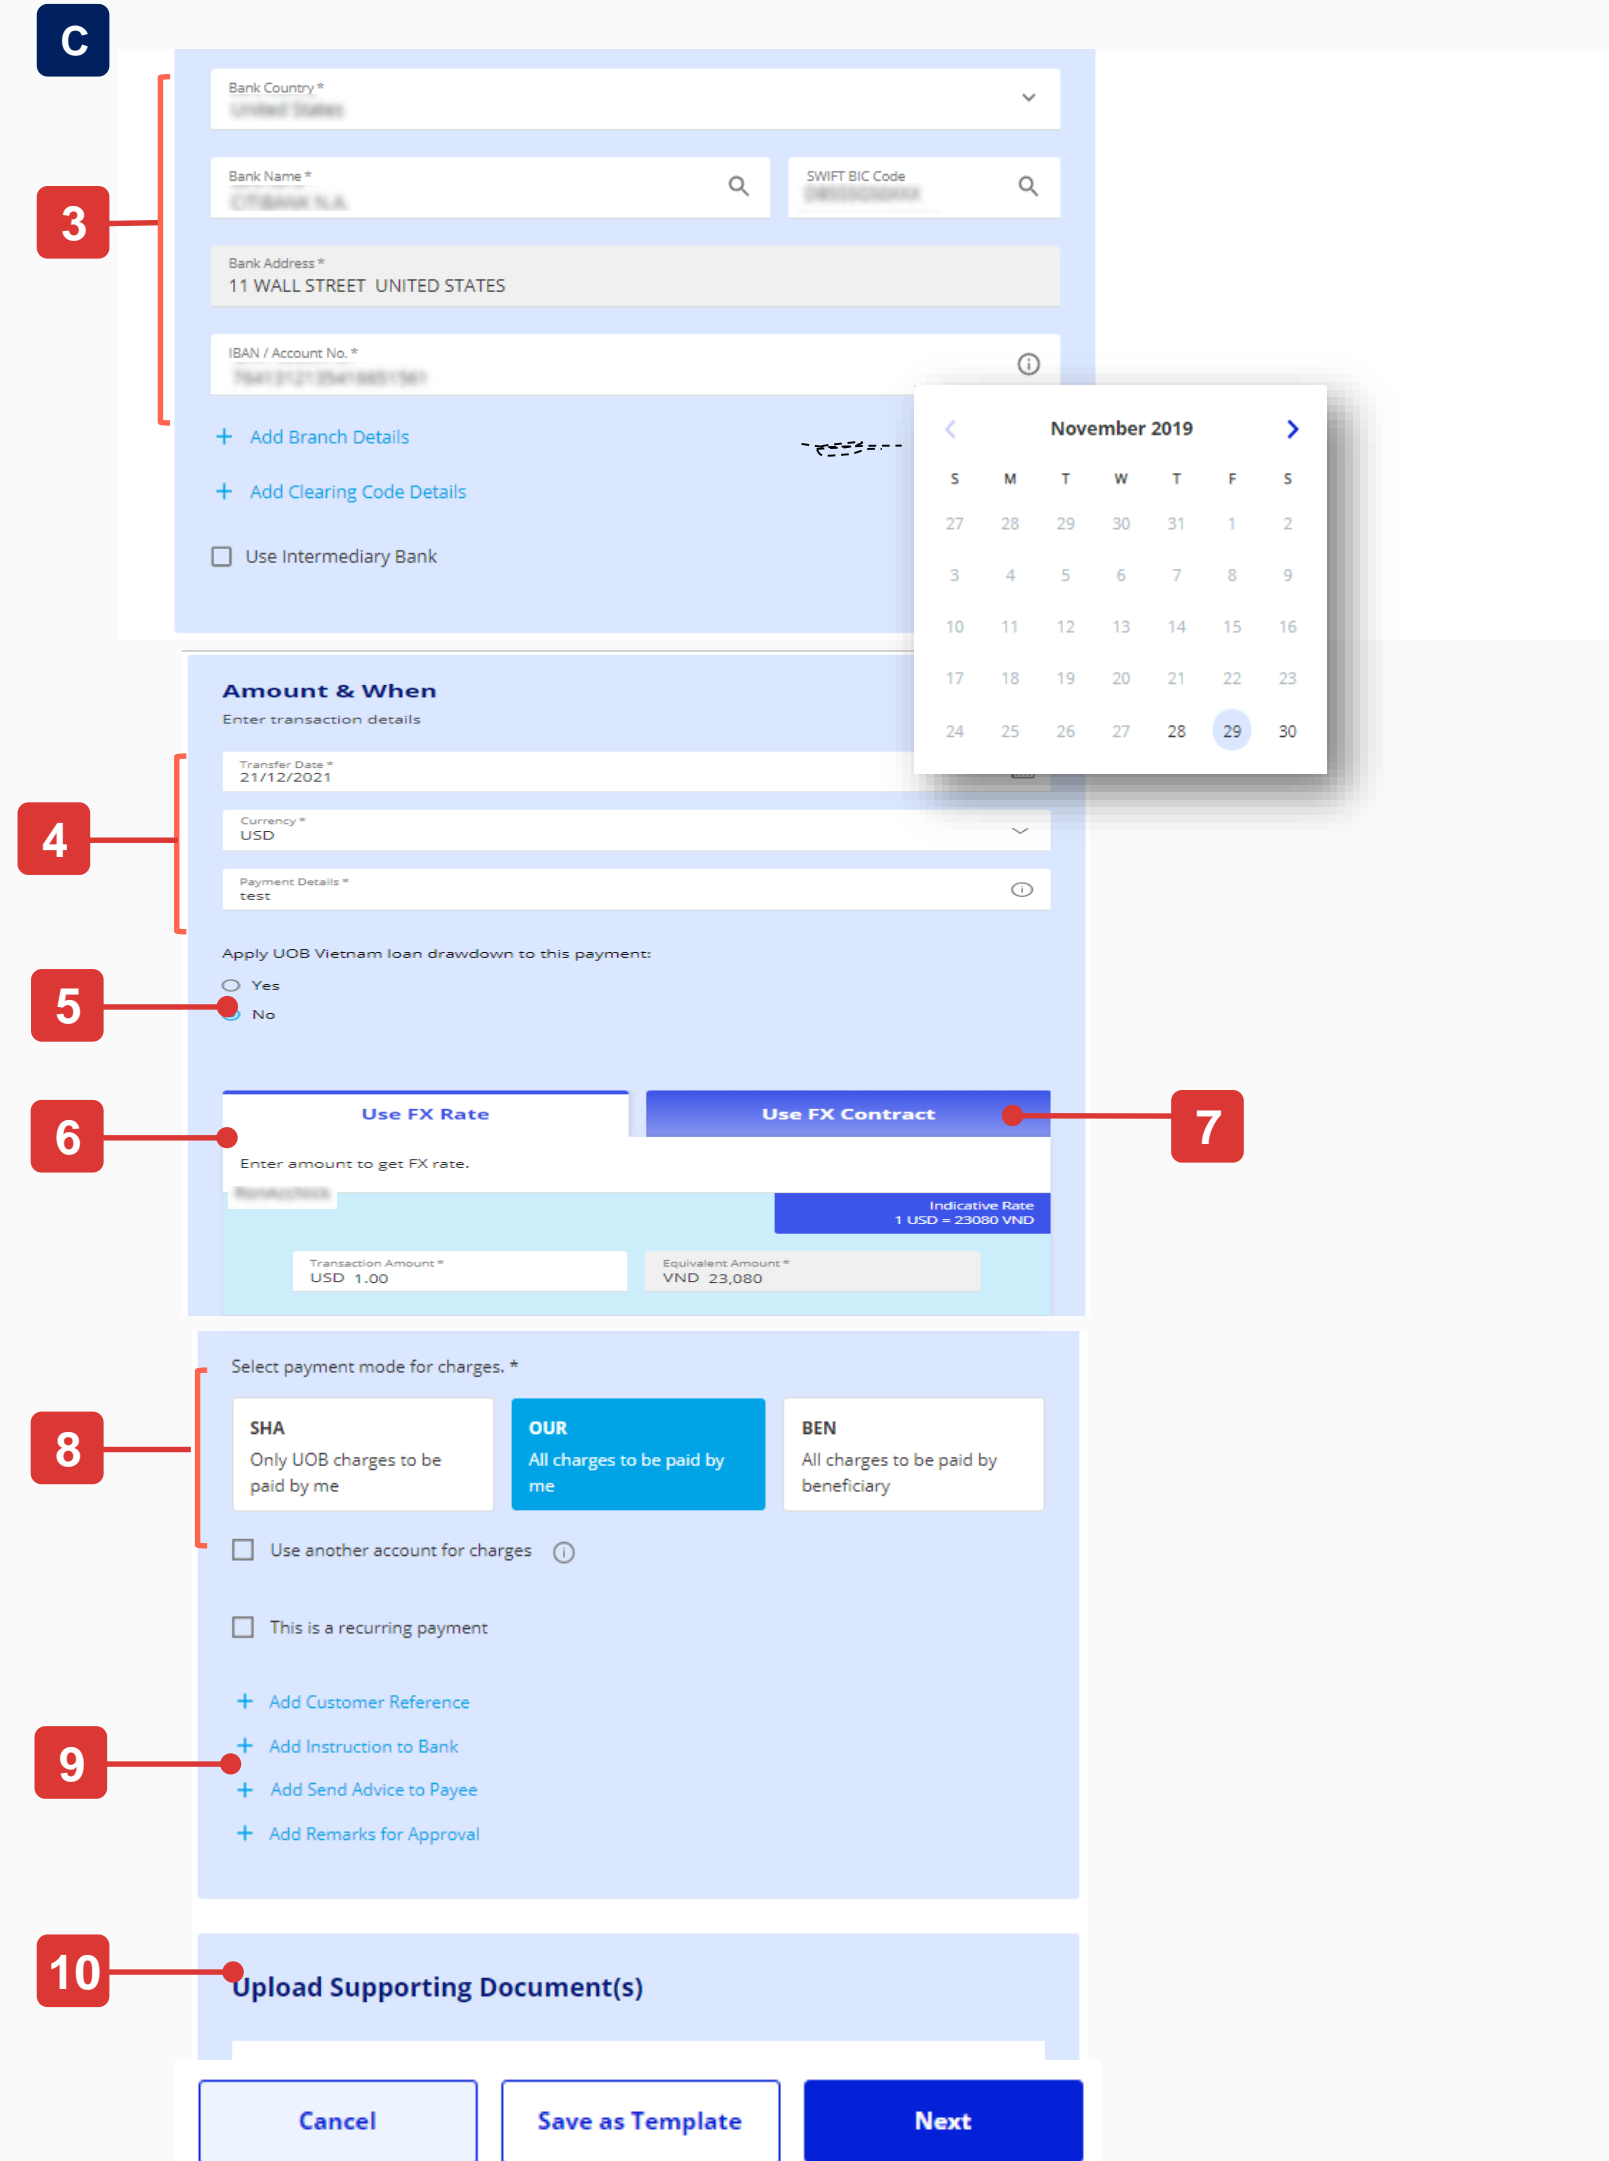 C
Bank Country *
United States
3
Bank Name *
CITIBANK N.A.
SWIFT BIC Code
Bank Address *
11 WALL STREET UNITED STATES
IBAN / Account No. *
+ Add Branch Details
+ Add Clearing Code Details
Use Intermediary Bank
November 2019
S M T W T F S
27 28 29 30 31 1 2
3 4 5 6 7 8 9
10 11 12 13 14 15 16
17 18 19 20 21 22 23
24 25 26 27 28 29 30
Amount & When
Enter transaction details
4
Transfer Date *
21/12/2021
Currency *
USD
Payment Details *
test
Apply UOB Vietnam loan drawdown to this payment:
5
Yes
No
6
Use FX Rate
Use FX Contract
7
Enter amount to get FX rate.
Indicative Rate
1 USD = 23080 VND
Transaction Amount *
USD 1.00
Equivalent Amount *
VND 23,080
Select payment mode for charges. *
8
SHA
Only UOB charges to be
paid by me
OUR
All charges to be paid by
me
BEN
All charges to be paid by
beneficiary
Use another account for charges
This is a recurring payment
+ Add Customer Reference
9
+ Add Instruction to Bank
+ Add Send Advice to Payee
+ Add Remarks for Approval
10
Upload Supporting Document(s)
Cancel
Save as Template
Next